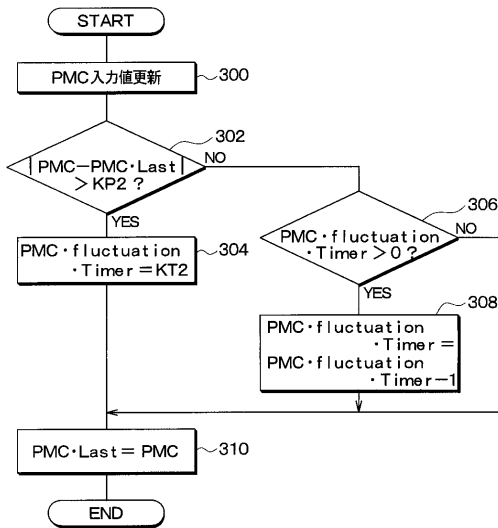 START
PMC入力値更新
300
302
|PMC−PMC・Last|
>KP2?
NO
YES
PMC・fluctuation
・Timer=KT2
304
306
PMC・fluctuation
・Timer>0?
NO
YES
308
PMC・fluctuation
・Timer=
PMC・fluctuation
・Timer−1
PMC・Last=PMC
310
END